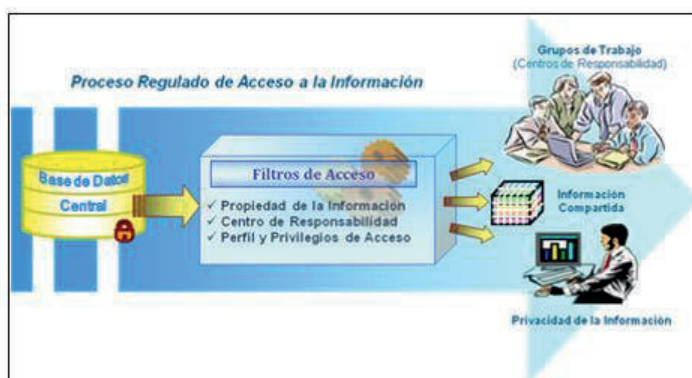 Grupos de Trabajo
(Centros de Responsabilidad)
Proceso Regulado de Acceso a la Información
Base de Datos
Central
Filtros de Acceso
✓ Propiedad de la Información
✓ Centro de Responsabilidad
✓ Perfil y Privilegios de Acceso
Información
Compartida
Privacidad de la Información